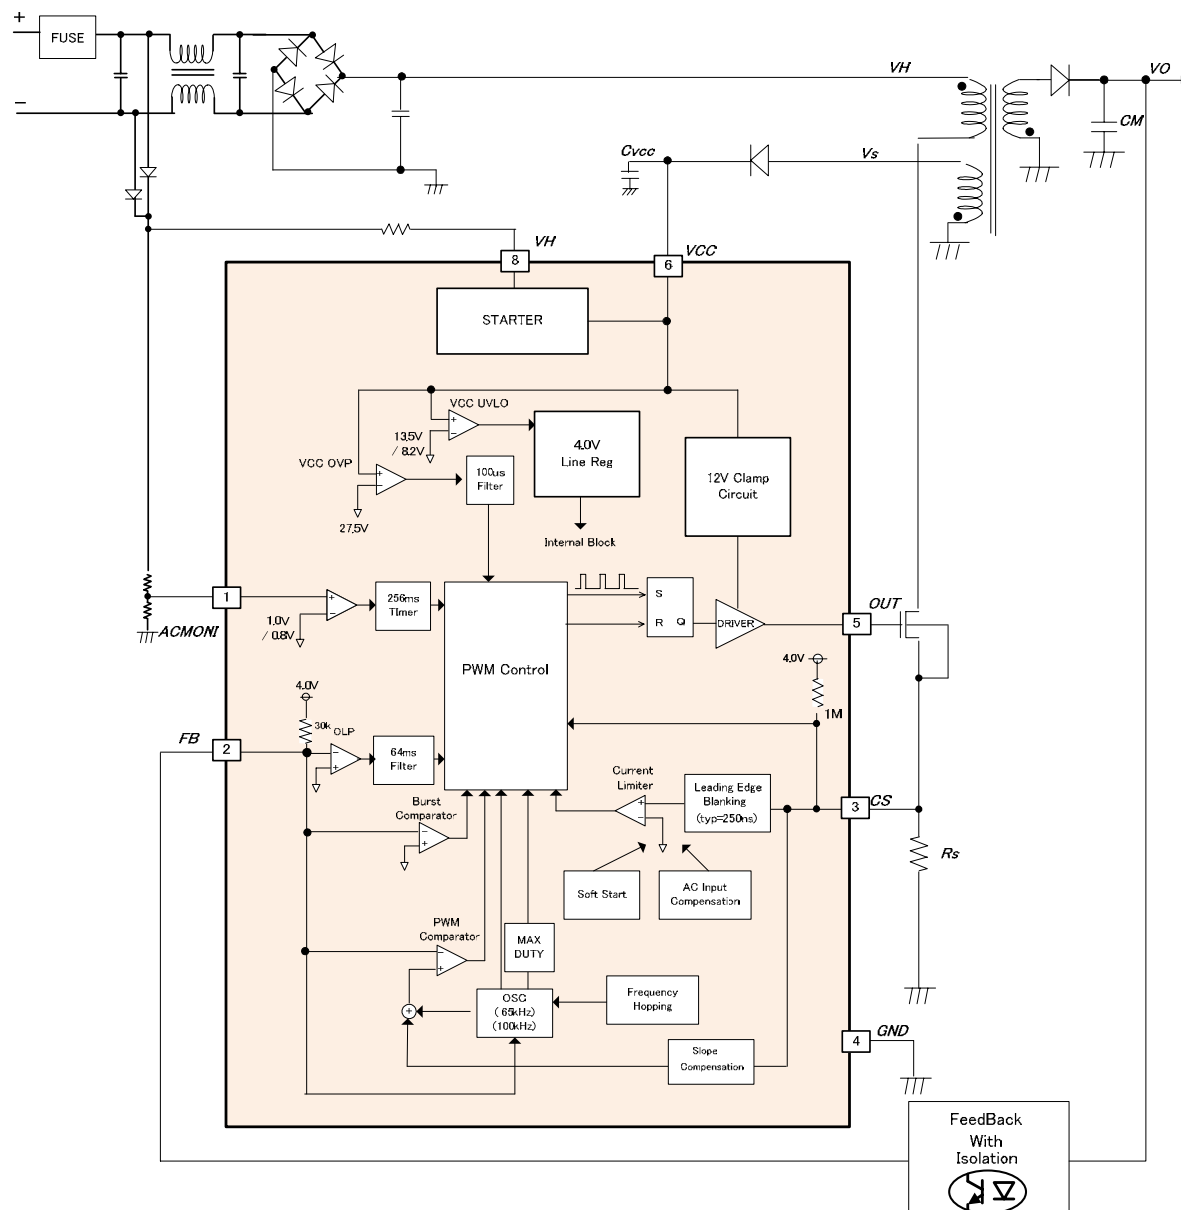 +
FUSE
−
VH
VO
CM
Cvcc
Vs
VH
VCC
8
6
STARTER
VCC UVLO
13.5V
/ 8.2V
4.0V
Line Reg
VCC OVP
100us
Filter
12V Clamp
Circuit
27.5V
Internal Block
1
+
−
256ms
TImer
1.0V
/ 0.8V
ACMONI
S
R
Q
DRIVER
OUT
5
PWM Control
4.0V
1M
4.0V
30k
OLP
FB
2
64ms
Filter
Current
Limiter
Leading Edge
Blanking
(typ=250ns)
3
CS
Burst
Comparator
Rs
Soft Start
AC Input
Compensation
PWM
Comparator
MAX
DUTY
OSC
( 65kHz)
(100kHz)
Frequency
Hopping
+
GND
4
Slope
Compensation
FeedBack
With
Isolation